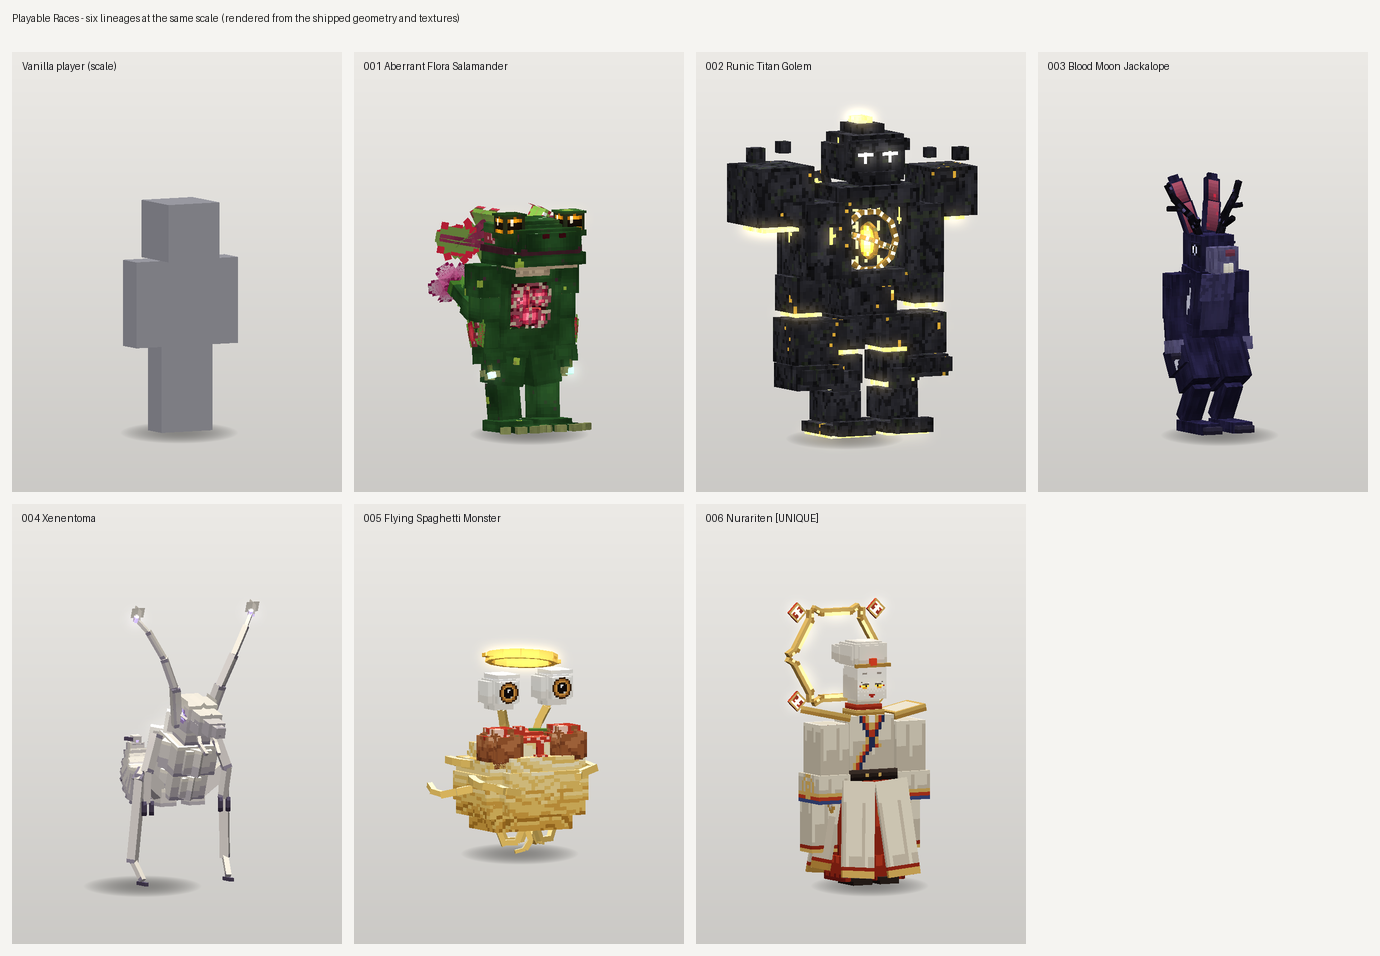 Playable Races - six lineages at the same scale (rendered from the shipped geometry and textures)
Vanilla player (scale)
001 Aberrant Flora Salamander
002 Runic Titan Golem
003 Blood Moon Jackalope
004 Xenentoma
005 Flying Spaghetti Monster
006 Nurariten [UNIQUE]